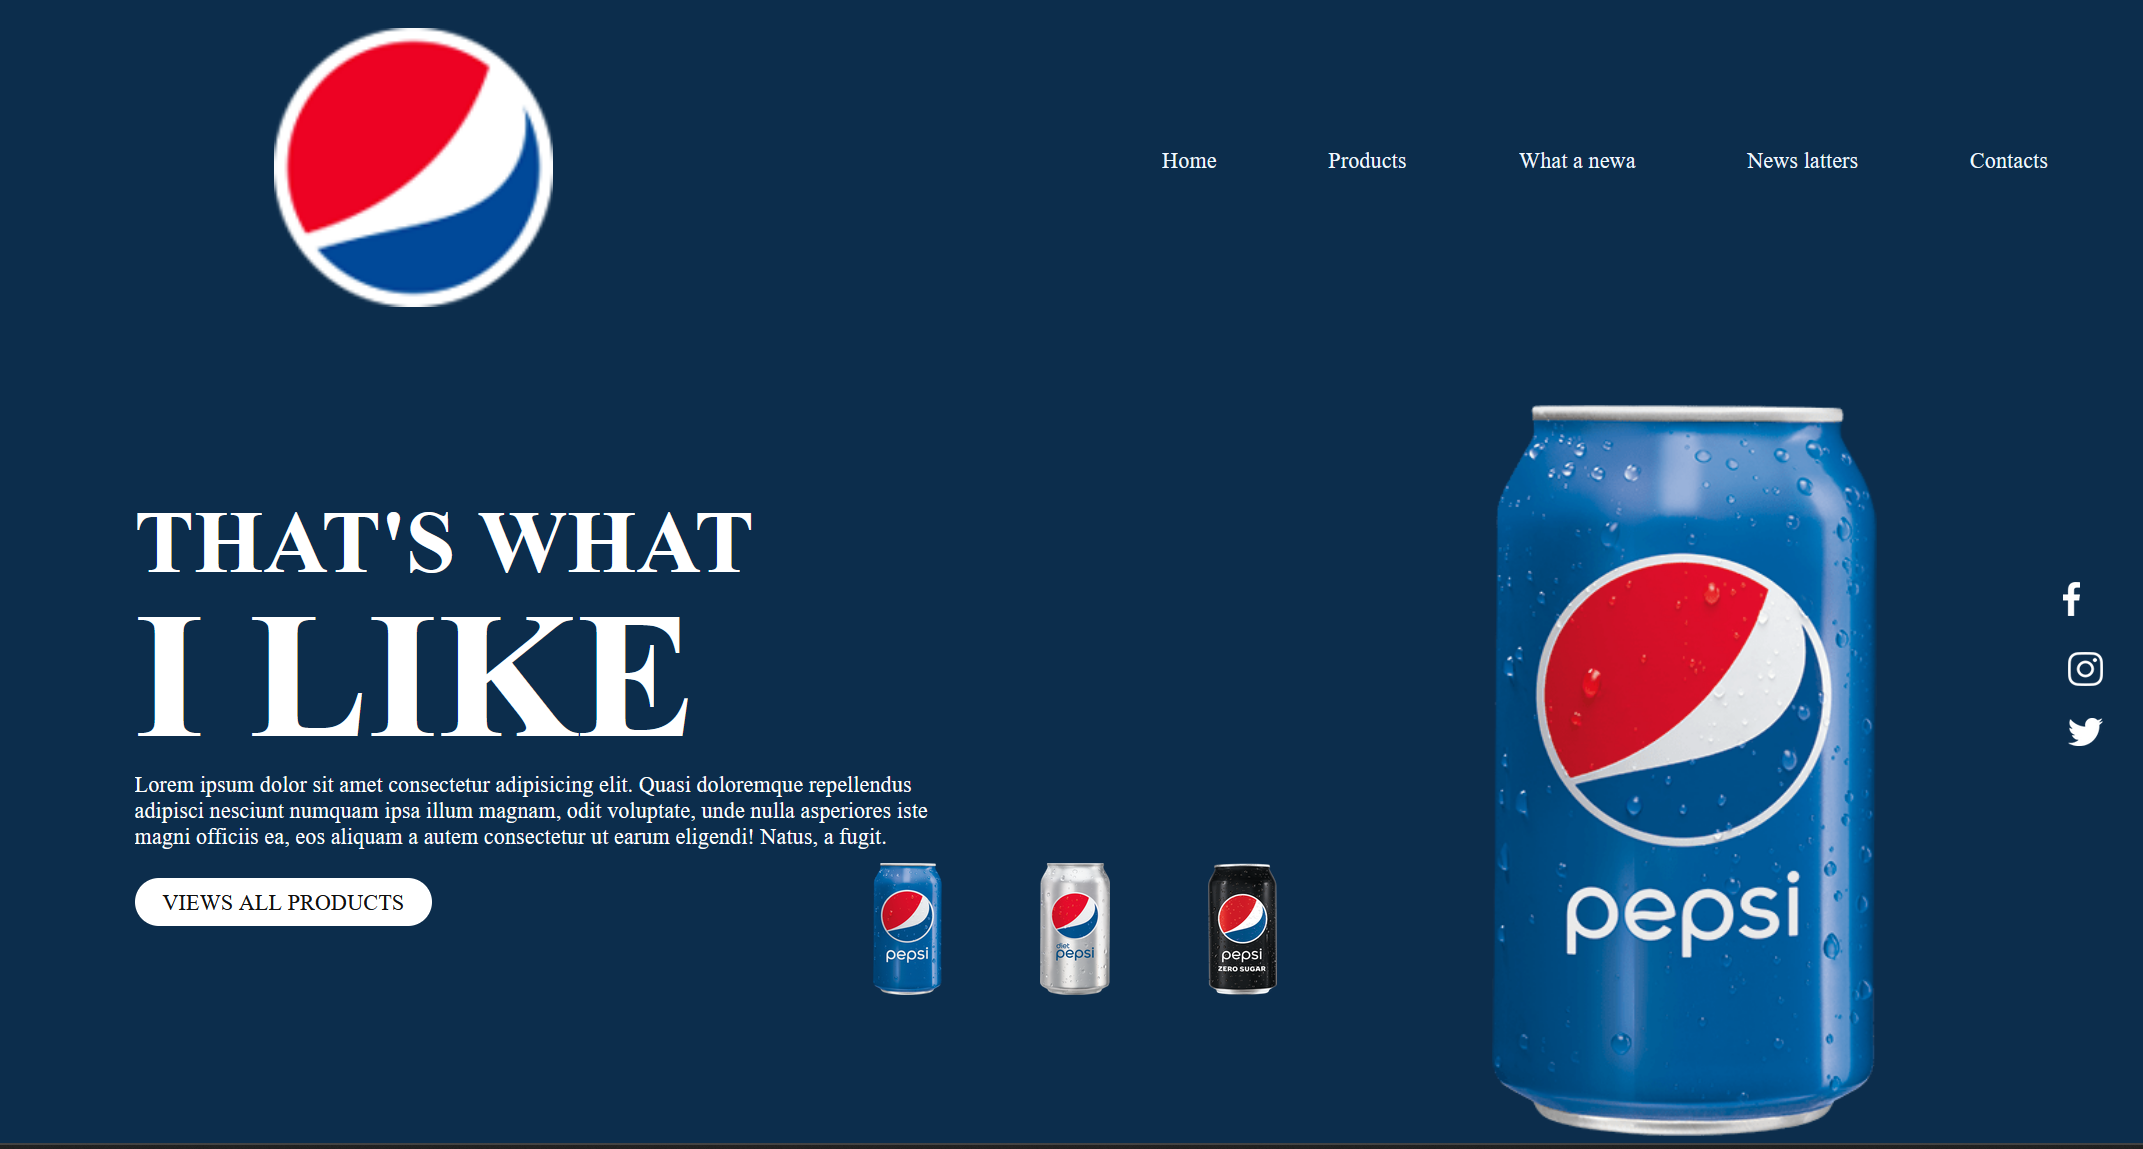 Home Products What a newa News latters Contacts
THAT'S WHAT
I LIKE
Lorem ipsum dolor sit amet consectetur adipisicing elit. Quasi doloremque repellendus
adipisci nesciunt numquam ipsa illum magnam, odit voluptate, unde nulla asperiores iste
magni officiis ea, eos aliquam a autem consectetur ut earum eligendi! Natus, a fugit.
VIEWS ALL PRODUCTS
pepsi
diet
pepsi
pepsi
ZERO SUGAR
pepsi